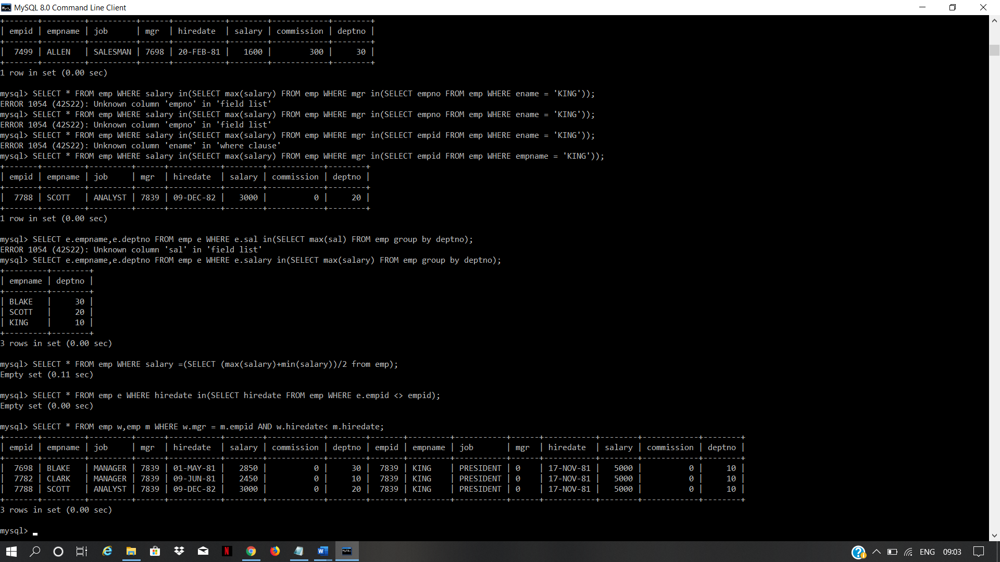 MySQL 8.0 Command Line Client
+-------+---------+----------+------+-----------+--------+------------+--------+
| empid | empname | job      | mgr  | hiredate  | salary | commission | deptno |
+-------+---------+----------+------+-----------+--------+------------+--------+
|  7499 | ALLEN   | SALESMAN | 7698 | 20-FEB-81 |   1600 |        300 |     30 |
+-------+---------+----------+------+-----------+--------+------------+--------+
1 row in set (0.00 sec)
mysql> SELECT * FROM emp WHERE salary in(SELECT max(salary) FROM emp WHERE mgr in(SELECT empno FROM emp WHERE ename = 'KING'));
ERROR 1054 (42S22): Unknown column 'empno' in 'field list'
mysql> SELECT * FROM emp WHERE salary in(SELECT max(salary) FROM emp WHERE mgr in(SELECT empno FROM emp WHERE ename = 'KING'));
ERROR 1054 (42S22): Unknown column 'empno' in 'field list'
mysql> SELECT * FROM emp WHERE salary in(SELECT max(salary) FROM emp WHERE mgr in(SELECT empid FROM emp WHERE ename = 'KING'));
ERROR 1054 (42S22): Unknown column 'ename' in 'where clause'
mysql> SELECT * FROM emp WHERE salary in(SELECT max(salary) FROM emp WHERE mgr in(SELECT empid FROM emp WHERE empname = 'KING'));
+-------+---------+---------+------+-----------+--------+------------+--------+
| empid | empname | job     | mgr  | hiredate  | salary | commission | deptno |
+-------+---------+---------+------+-----------+--------+------------+--------+
|  7788 | SCOTT   | ANALYST | 7839 | 09-DEC-82 |   3000 |          0 |     20 |
+-------+---------+---------+------+-----------+--------+------------+--------+
1 row in set (0.00 sec)
mysql> SELECT e.empname,e.deptno FROM emp e WHERE e.sal in(SELECT max(sal) FROM emp group by deptno);
ERROR 1054 (42S22): Unknown column 'sal' in 'field list'
mysql> SELECT e.empname,e.deptno FROM emp e WHERE e.salary in(SELECT max(salary) FROM emp group by deptno);
+---------+--------+
| empname | deptno |
+---------+--------+
| BLAKE   |     30 |
| SCOTT   |     20 |
| KING    |     10 |
+---------+--------+
3 rows in set (0.00 sec)
mysql> SELECT * FROM emp WHERE salary =(SELECT (max(salary)+min(salary))/2 from emp);
Empty set (0.11 sec)
mysql> SELECT * FROM emp e WHERE hiredate in(SELECT hiredate FROM emp WHERE e.empid <> empid);
Empty set (0.00 sec)
mysql> SELECT * FROM emp w,emp m WHERE w.mgr = m.empid AND w.hiredate< m.hiredate;
+-------+---------+---------+------+-----------+--------+------------+--------+-------+---------+-----------+------+-----------+--------+------------+--------+
| empid | empname | job     | mgr  | hiredate  | salary | commission | deptno | empid | empname | job       | mgr  | hiredate  | salary | commission | deptno |
+-------+---------+---------+------+-----------+--------+------------+--------+-------+---------+-----------+------+-----------+--------+------------+--------+
|  7698 | BLAKE   | MANAGER | 7839 | 01-MAY-81 |   2850 |          0 |     30 |  7839 | KING    | PRESIDENT | 0    | 17-NOV-81 |   5000 |          0 |     10 |
|  7782 | CLARK   | MANAGER | 7839 | 09-JUN-81 |   2450 |          0 |     10 |  7839 | KING    | PRESIDENT | 0    | 17-NOV-81 |   5000 |          0 |     10 |
|  7788 | SCOTT   | ANALYST | 7839 | 09-DEC-82 |   3000 |          0 |     20 |  7839 | KING    | PRESIDENT | 0    | 17-NOV-81 |   5000 |          0 |     10 |
+-------+---------+---------+------+-----------+--------+------------+--------+-------+---------+-----------+------+-----------+--------+------------+--------+
3 rows in set (0.00 sec)
mysql>
ENG 09:03